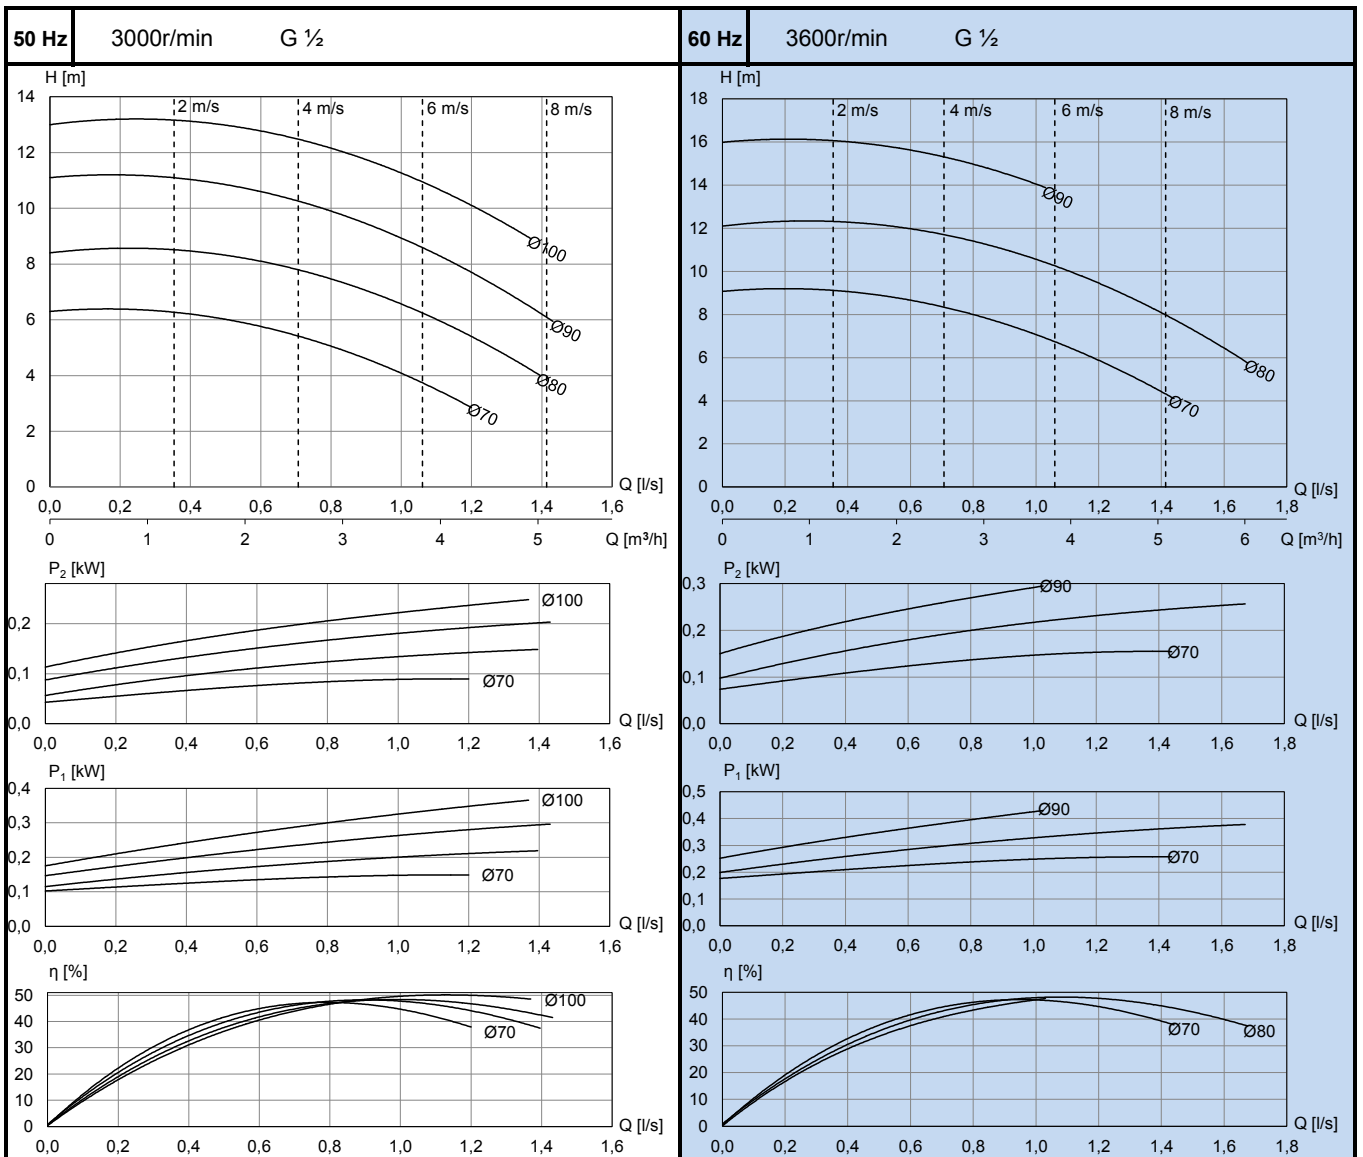 50 Hz 3000r/min G ½
H [m]
14
12
10
8
6
4
2
0
2 m/s 4 m/s 6 m/s 8 m/s
Ø100
Ø90
Ø80
Ø70
Q [l/s]
0,0 0,2 0,4 0,6 0,8 1,0 1,2 1,4 1,6
0 1 2 3 4 5 Q [m³/h]
P₂ [kW]
0,2
0,1
0,0
Ø100
Ø70
Q [l/s]
0,0 0,2 0,4 0,6 0,8 1,0 1,2 1,4 1,6
P₁ [kW]
0,4
0,3
0,2
0,1
0,0
Ø100
Ø70
Q [l/s]
0,0 0,2 0,4 0,6 0,8 1,0 1,2 1,4 1,6
η [%]
50
40
30
20
10
0
Ø100
Ø70
Q [l/s]
0,0 0,2 0,4 0,6 0,8 1,0 1,2 1,4 1,6
60 Hz 3600r/min G ½
H [m]
18
16
14
12
10
8
6
4
2
0
2 m/s 4 m/s 6 m/s 8 m/s
Ø90
Ø80
Ø70
Q [l/s]
0,0 0,2 0,4 0,6 0,8 1,0 1,2 1,4 1,6 1,8
0 1 2 3 4 5 6 Q [m³/h]
P₂ [kW]
0,3
0,2
0,1
0,0
Ø90
Ø70
Q [l/s]
0,0 0,2 0,4 0,6 0,8 1,0 1,2 1,4 1,6 1,8
P₁ [kW]
0,5
0,4
0,3
0,2
0,1
0,0
Ø90
Ø70
Q [l/s]
0,0 0,2 0,4 0,6 0,8 1,0 1,2 1,4 1,6 1,8
η [%]
50
40
30
20
10
0
Ø70
Ø80
Q [l/s]
0,0 0,2 0,4 0,6 0,8 1,0 1,2 1,4 1,6 1,8